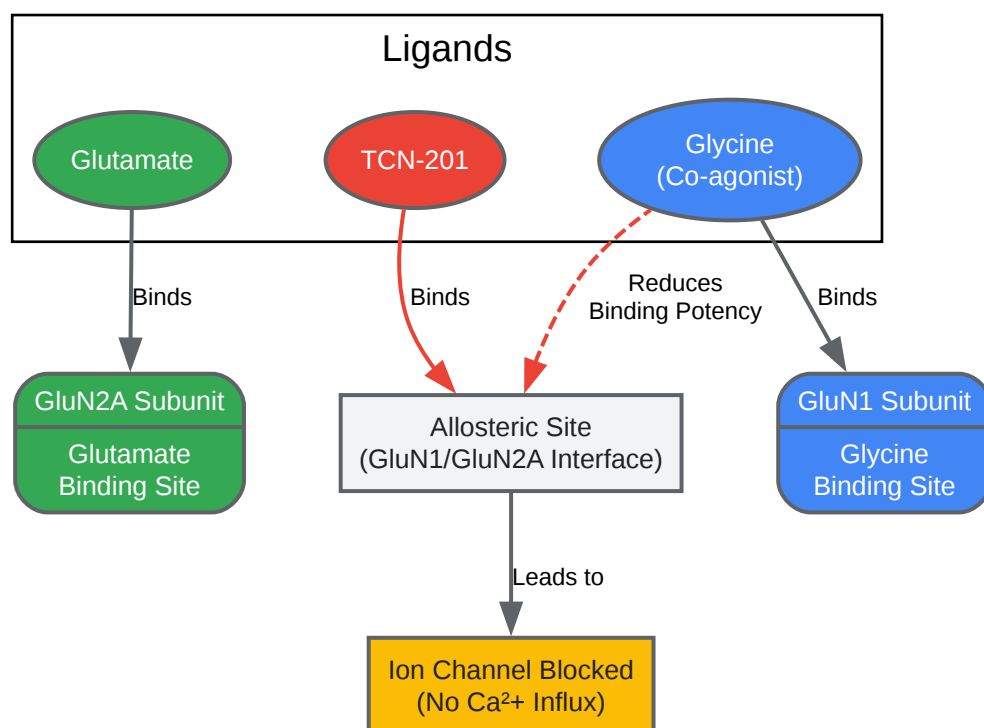 Ligands
Glutamate
TCN-201
Glycine
(Co-agonist)
Binds
Binds
Reduces
Binding Potency
Binds
GluN2A Subunit
Glutamate
Binding Site
Allosteric Site
(GluN1/GluN2A Interface)
GluN1 Subunit
Glycine
Binding Site
Leads to
Ion Channel Blocked
(No Ca²+ Influx)